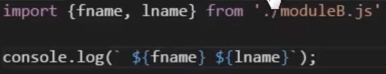 import {fname, lname} from './moduleB.js'
console.log(` ${fname} ${lname}`);